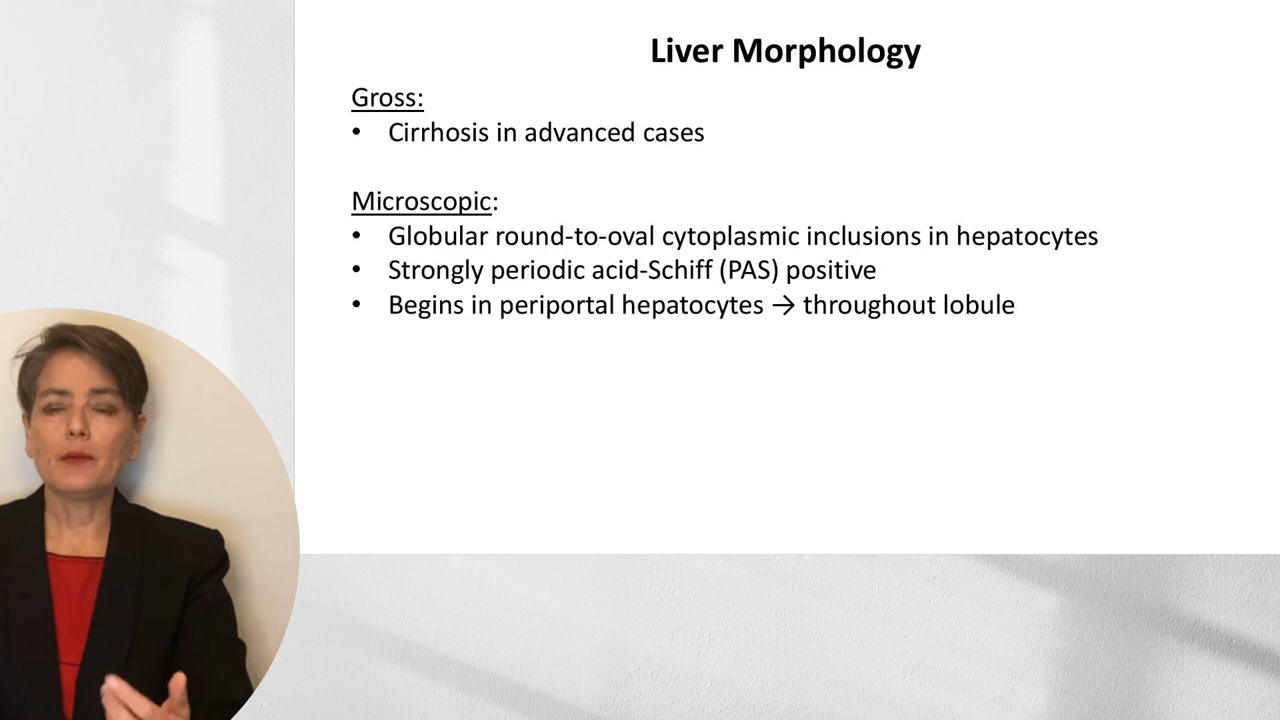 Liver Morphology
Gross:
• Cirrhosis in advanced cases
Microscopic:
• Globular round-to-oval cytoplasmic inclusions in hepatocytes
• Strongly periodic acid-Schiff (PAS) positive
• Begins in periportal hepatocytes → throughout lobule